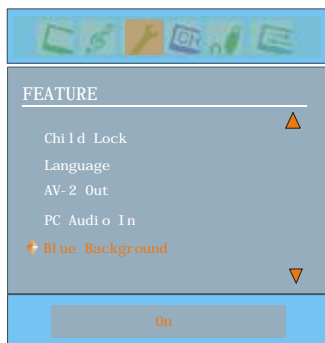 FEATURE
Child Lock
Language
AV-2 Out
PC Audio In
Blue Background
On